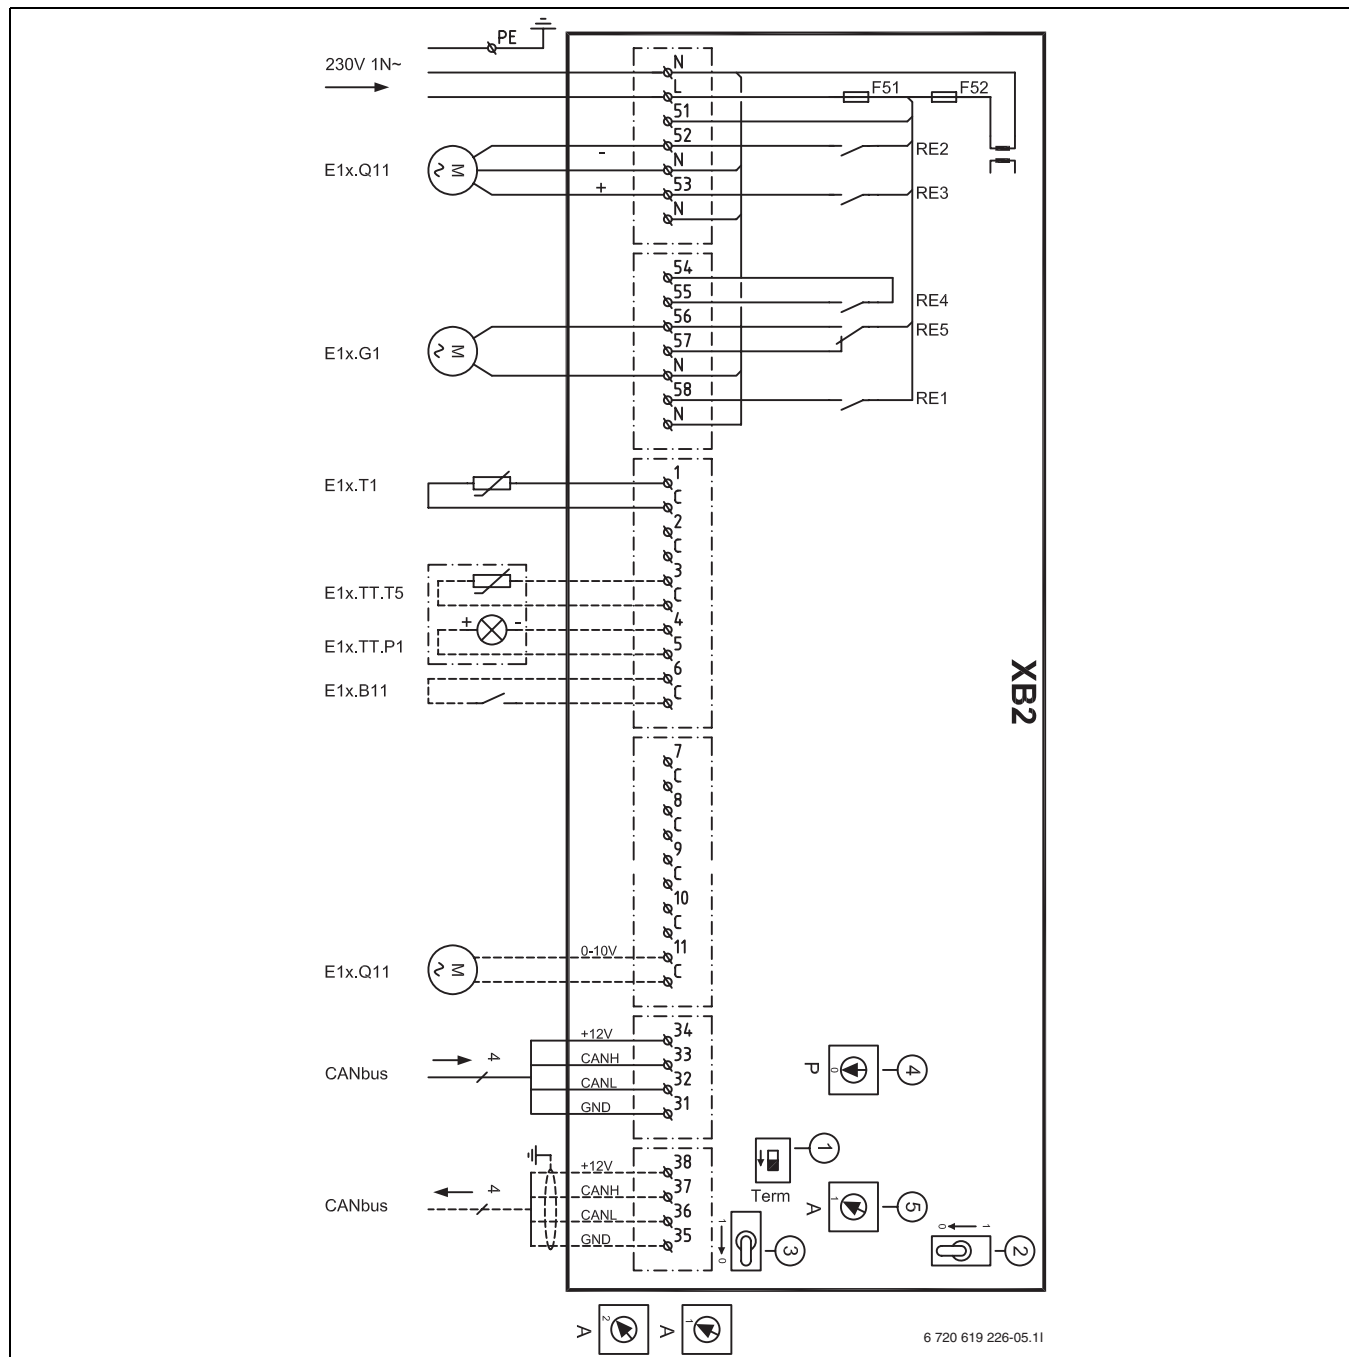 PE
230V 1N~
N
L
F51
F52
51
52
RE2
-
E1x.Q11
M
N
+
53
RE3
N
54
55
RE4
56
RE5
57
E1x.G1
M
N
58
RE1
N
1
E1x.T1
C
2
C
3
E1x.TT.T5
C
+
-
4
E1x.TT.P1
5
6
E1x.B11
C
XB2
7
C
8
C
9
C
10
C
11
0-10V
E1x.Q11
M
C
+12V
34
4
CANH
33
CANbus
CANL
32
GND
31
P
0
4
1
Term
+12V
38
4
CANH
37
CANbus
CANL
36
GND
35
A
1
5
1
0
3
0
1
2
A
2
A
1
6 720 619 226-05.1I